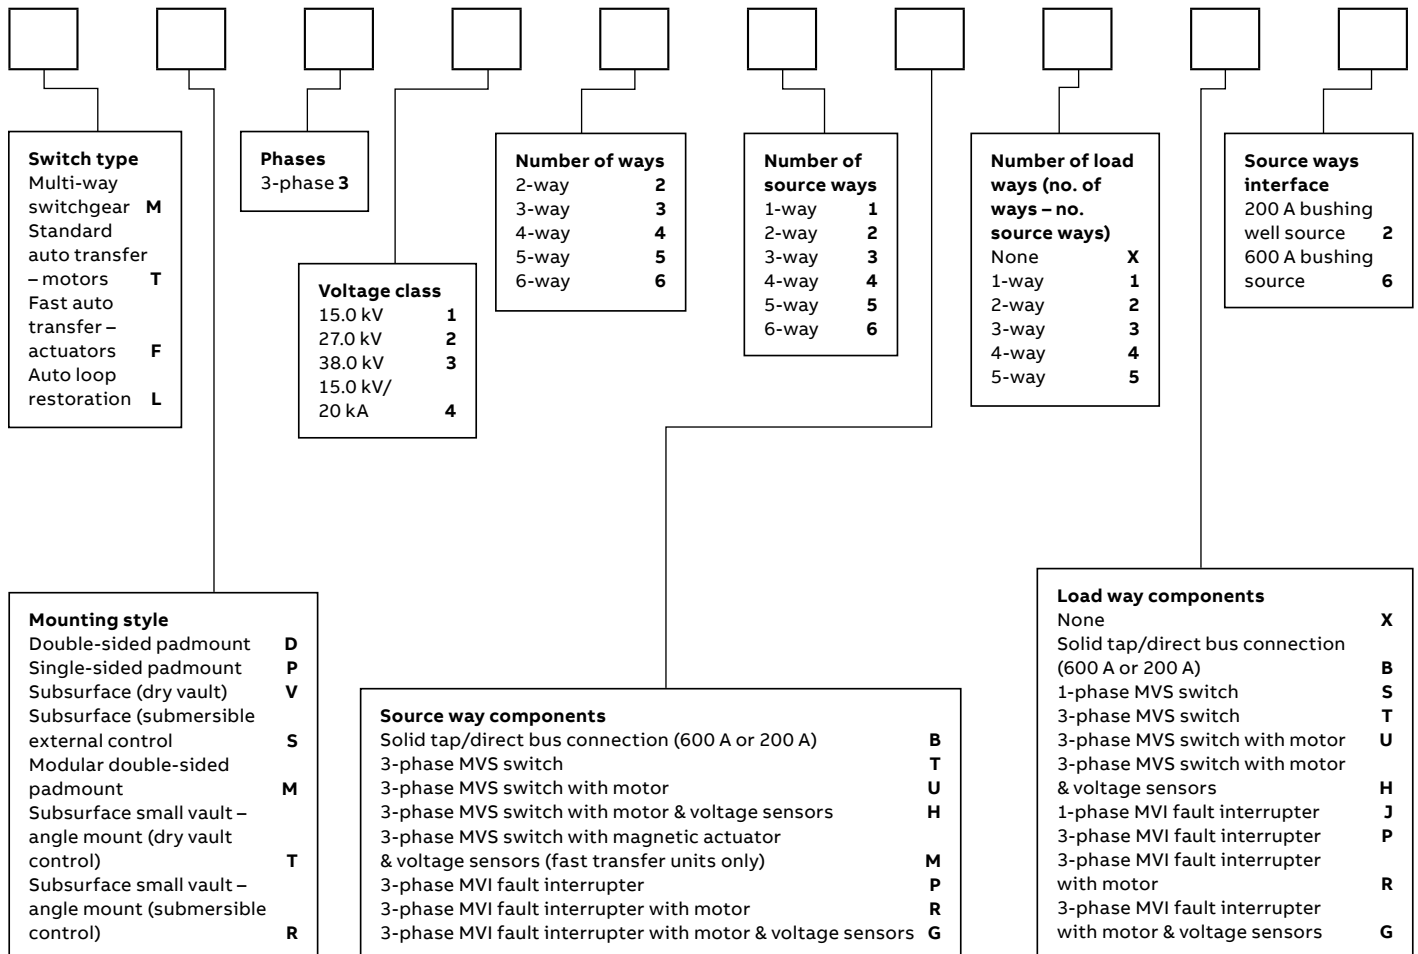 Switch type
Multi-way
switchgear M
Standard
auto transfer
– motors T
Fast auto
transfer –
actuators F
Auto loop
restoration L
Phases
3-phase 3
Voltage class
15.0 kV 1
27.0 kV 2
38.0 kV 3
15.0 kV/
20 kA 4
Number of ways
2-way 2
3-way 3
4-way 4
5-way 5
6-way 6
Number of
source ways
1-way 1
2-way 2
3-way 3
4-way 4
5-way 5
6-way 6
Number of load
ways (no. of
ways – no.
source ways)
None X
1-way 1
2-way 2
3-way 3
4-way 4
5-way 5
Source ways
interface
200 A bushing
well source 2
600 A bushing
source 6
Mounting style
Double-sided padmount D
Single-sided padmount P
Subsurface (dry vault) V
Subsurface (submersible
external control S
Modular double-sided
padmount M
Subsurface small vault –
angle mount (dry vault
control) T
Subsurface small vault –
angle mount (submersible
control) R
Source way components
Solid tap/direct bus connection (600 A or 200 A) B
3-phase MVS switch T
3-phase MVS switch with motor U
3-phase MVS switch with motor & voltage sensors H
3-phase MVS switch with magnetic actuator
& voltage sensors (fast transfer units only) M
3-phase MVI fault interrupter P
3-phase MVI fault interrupter with motor R
3-phase MVI fault interrupter with motor & voltage sensors G
Load way components
None X
Solid tap/direct bus connection
(600 A or 200 A) B
1-phase MVS switch S
3-phase MVS switch T
3-phase MVS switch with motor U
3-phase MVS switch with motor
& voltage sensors H
1-phase MVI fault interrupter J
3-phase MVI fault interrupter P
3-phase MVI fault interrupter
with motor R
3-phase MVI fault interrupter
with motor & voltage sensors G